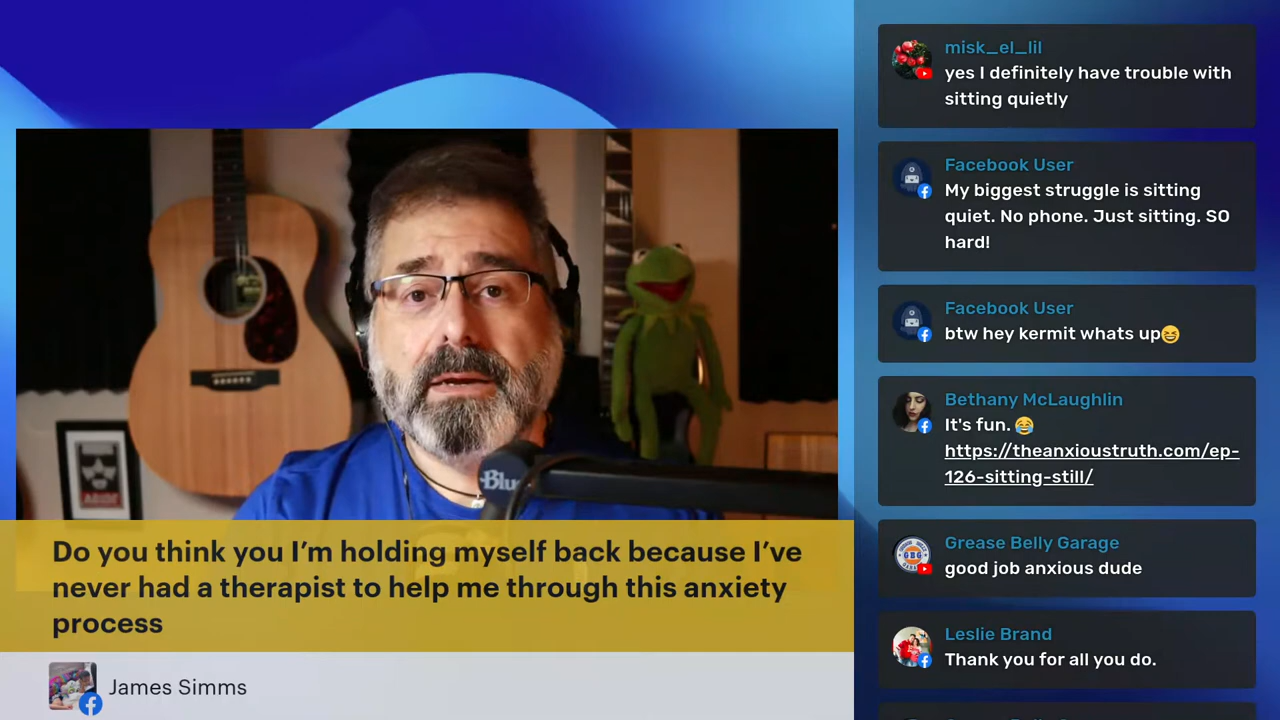 misk_el_lil
yes I definitely have trouble with
sitting quietly
Facebook User
My biggest struggle is sitting
quiet. No phone. Just sitting. SO
hard!
Facebook User
btw hey kermit whats up😆
Bethany McLaughlin
It's fun. 😂
https://theanxioustruth.com/ep-
126-sitting-still/
Grease Belly Garage
good job anxious dude
Leslie Brand
Thank you for all you do.
Blue
Do you think you I’m holding myself back because I’ve
never had a therapist to help me through this anxiety
process
James Simms